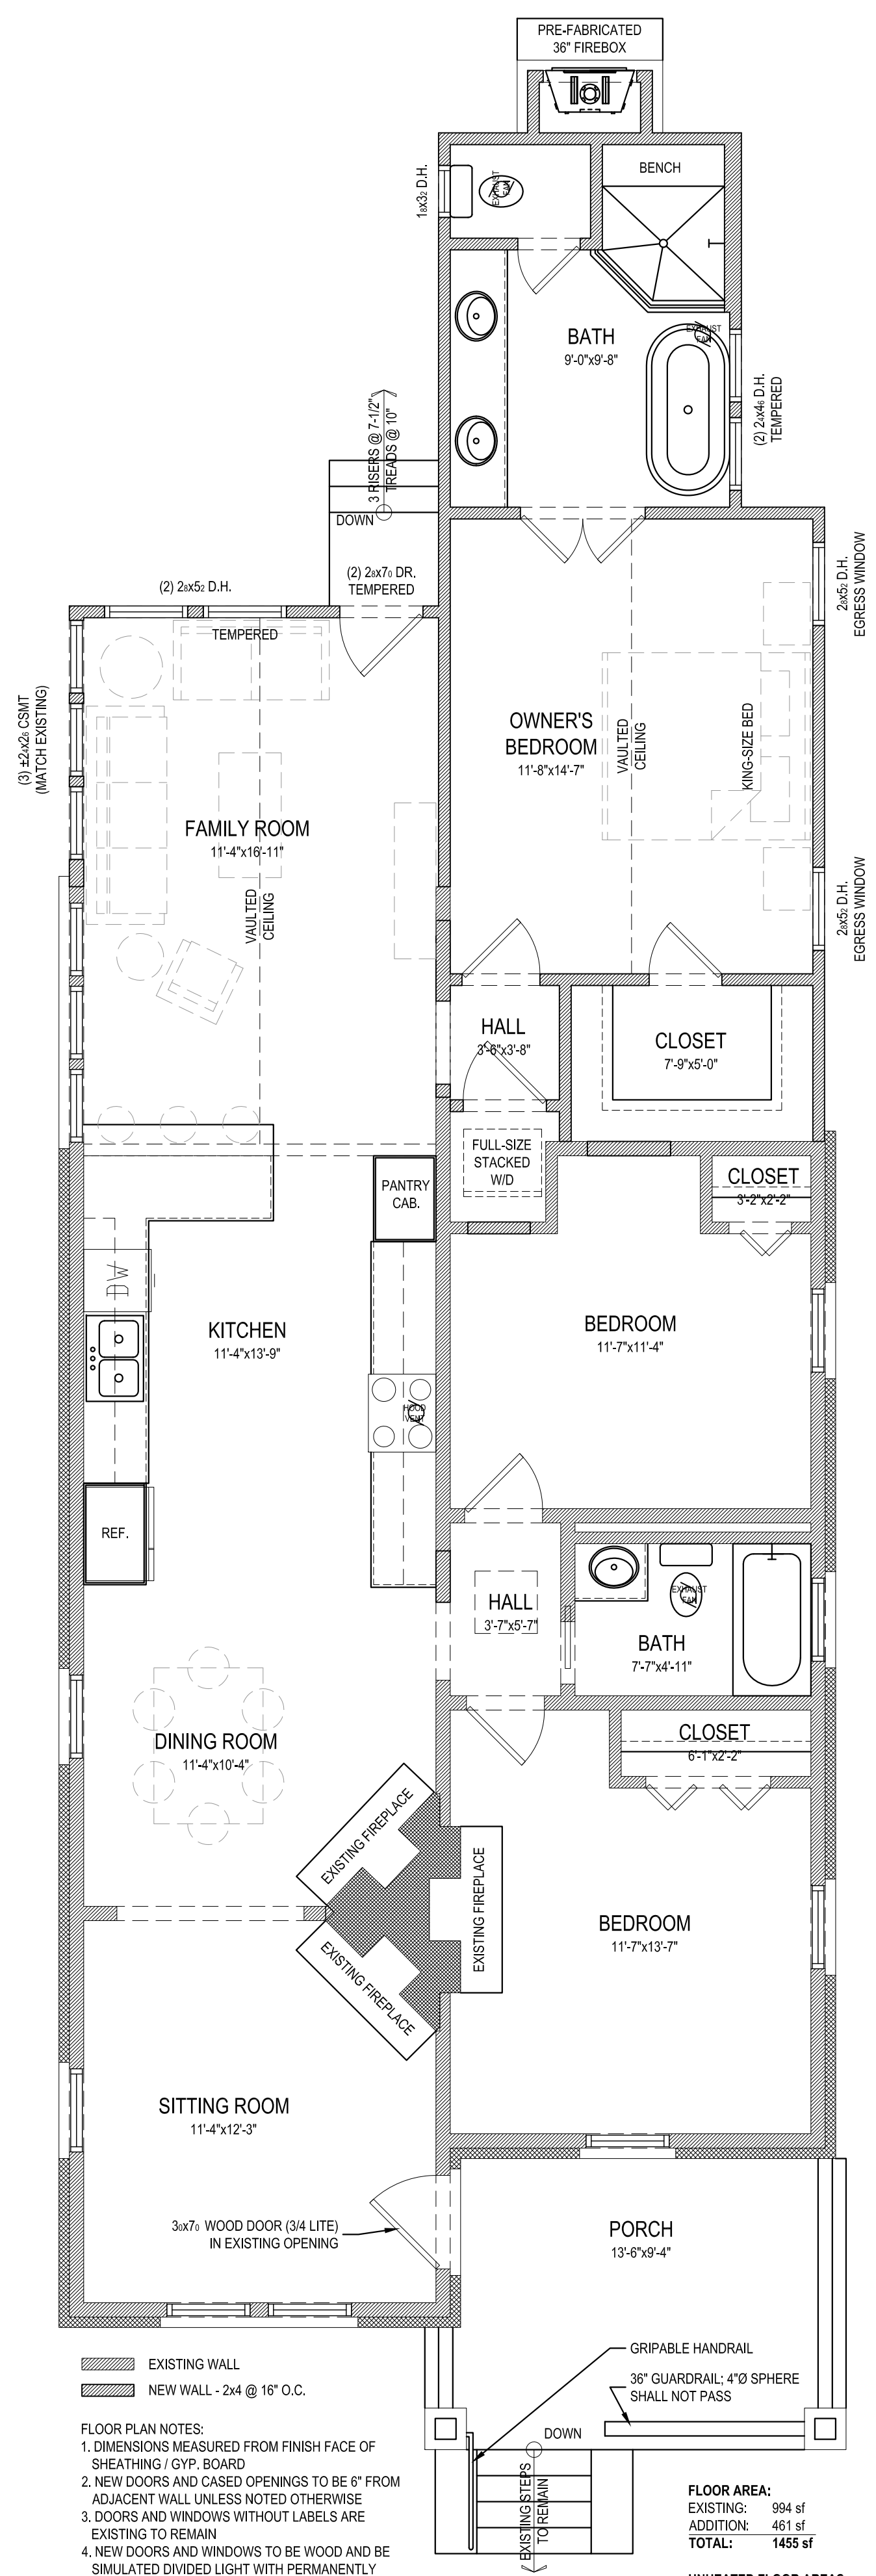 PRE-FABRICATED
36" FIREBOX
BENCH
EXHAUST
FAN
18x32 D.H.
BATH
9'-0"x9'-8"
EXHAUST
FAN
(2) 24x46 D.H.
TEMPERED
3 RISERS @ 7-1/2"
TREADS @ 10"
DOWN
(2) 28x70 DR.
TEMPERED
(2) 28x52 D.H.
TEMPERED
28x52 D.H.
EGRESS WINDOW
(3) ±24x26 CSMT
(MATCH EXISTING)
OWNER'S
BEDROOM
11'-8"x14'-7"
VAULTED
CEILING
KING-SIZE BED
FAMILY ROOM
11'-4"x16'-11"
VAULTED
CEILING
28x52 D.H.
EGRESS WINDOW
HALL
3'-6"x3'-8"
CLOSET
7'-9"x5'-0"
FULL-SIZE
STACKED
W/D
CLOSET
3'-2"x2'-2"
PANTRY
CAB.
DW
KITCHEN
11'-4"x13'-9"
BEDROOM
11'-7"x11'-4"
HOOD
VENT
REF.
HALL
3'-7"x5'-7"
EXHAUST
FAN
BATH
7'-7"x4'-11"
DINING ROOM
11'-4"x10'-4"
CLOSET
6'-1"x2'-2"
EXISTING FIREPLACE
EXISTING FIREPLACE
EXISTING FIREPLACE
BEDROOM
11'-7"x13'-7"
SITTING ROOM
11'-4"x12'-3"
30x70 WOOD DOOR (3/4 LITE)
IN EXISTING OPENING
PORCH
13'-6"x9'-4"
GRIPABLE HANDRAIL
36" GUARDRAIL; 4"Ø SPHERE
SHALL NOT PASS
DOWN
EXISTING STEPS
TO REMAIN
EXISTING WALL
NEW WALL - 2x4 @ 16" O.C.
FLOOR PLAN NOTES:
1. DIMENSIONS MEASURED FROM FINISH FACE OF
SHEATHING / GYP. BOARD
2. NEW DOORS AND CASED OPENINGS TO BE 6" FROM
ADJACENT WALL UNLESS NOTED OTHERWISE
3. DOORS AND WINDOWS WITHOUT LABELS ARE
EXISTING TO REMAIN
4. NEW DOORS AND WINDOWS TO BE WOOD AND BE
SIMULATED DIVIDED LIGHT WITH PERMANENTLY
FLOOR AREA:
EXISTING: 994 sf
ADDITION: 461 sf
TOTAL: 1455 sf